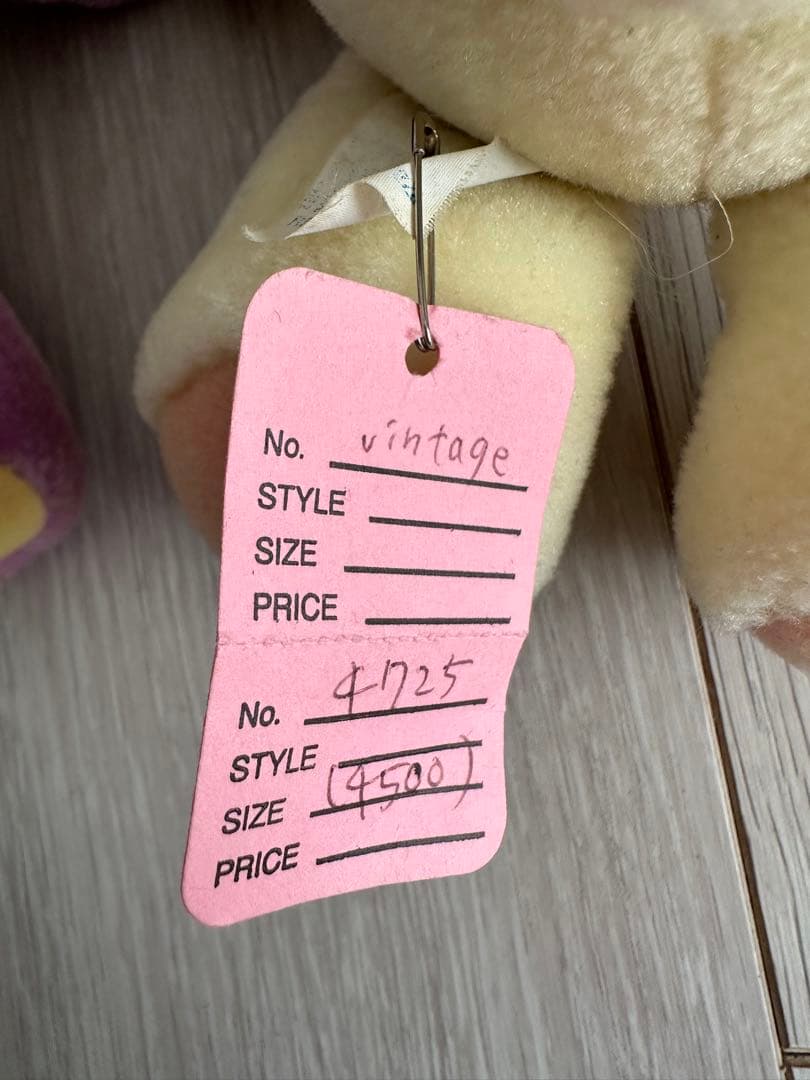 No. vintage
STYLE
SIZE
PRICE
No. 4725
STYLE
(4500)
SIZE
PRICE